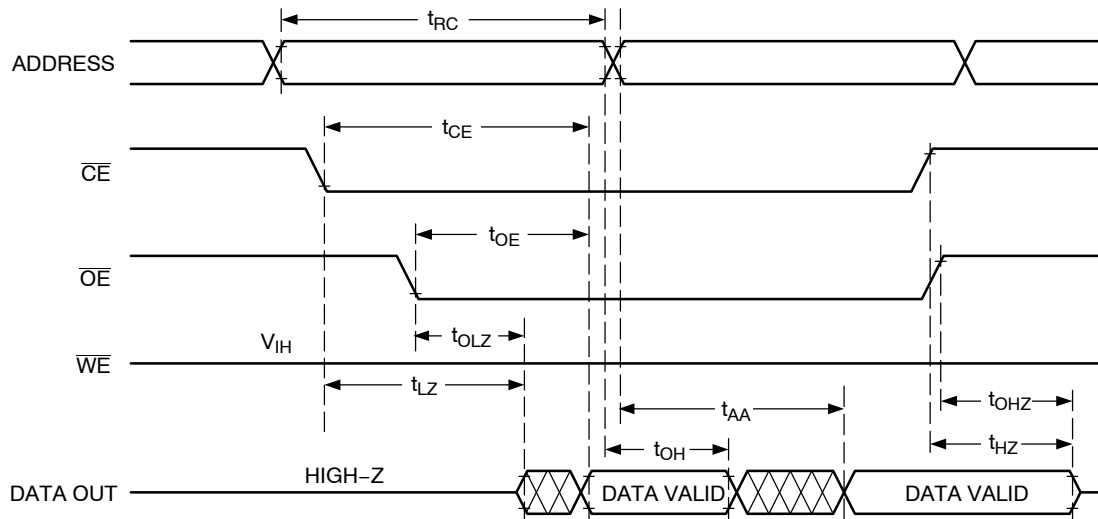 tRC
ADDRESS
tCE
CE
tOE
OE
tOLZ
VIH
WE
tLZ
tAA
tOHZ
tOH
tHZ
HIGH–Z
DATA OUT
DATA VALID
DATA VALID